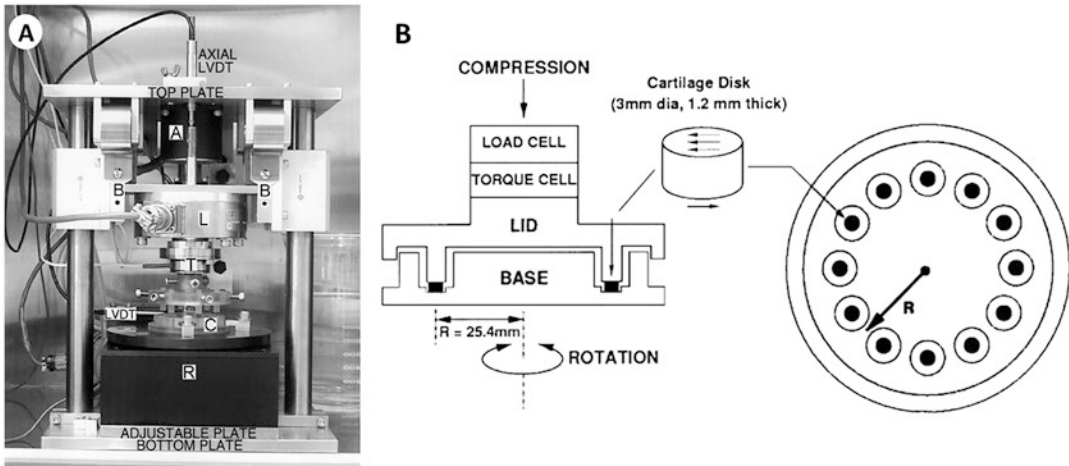 A
AXIAL
LVDT
TOP PLATE
A
B
B
L
T
LVDT
C
R
ADJUSTABLE PLATE
BOTTOM PLATE
B
COMPRESSION
LOAD CELL
TORQUE CELL
LID
BASE
R = 25.4mm
ROTATION
Cartilage Disk
(3mm dia, 1.2 mm thick)
R